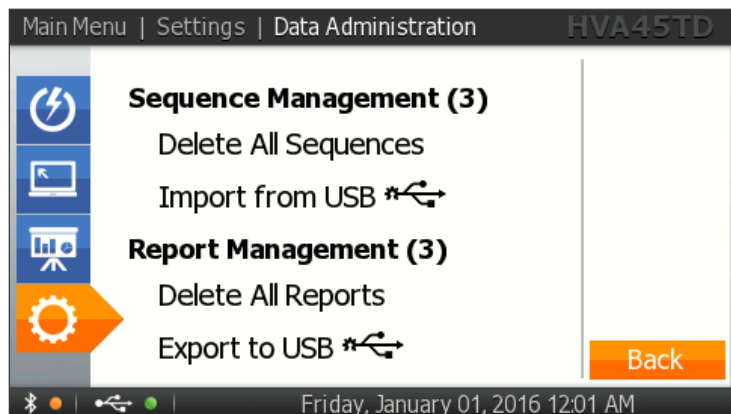 Main Menu | Settings | Data Administration HVA45TD
Sequence Management (3)
Delete All Sequences
Import from USB
Report Management (3)
Delete All Reports
Export to USB
Back
Friday, January 01, 2016 12:01 AM